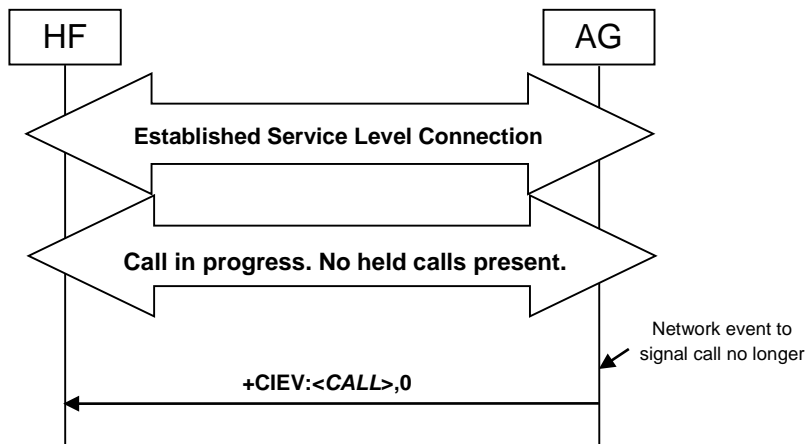 HF
AG
Established Service Level Connection
Call in progress. No held calls present.
Network event to
signal call no longer
+CIEV:<CALL>,0